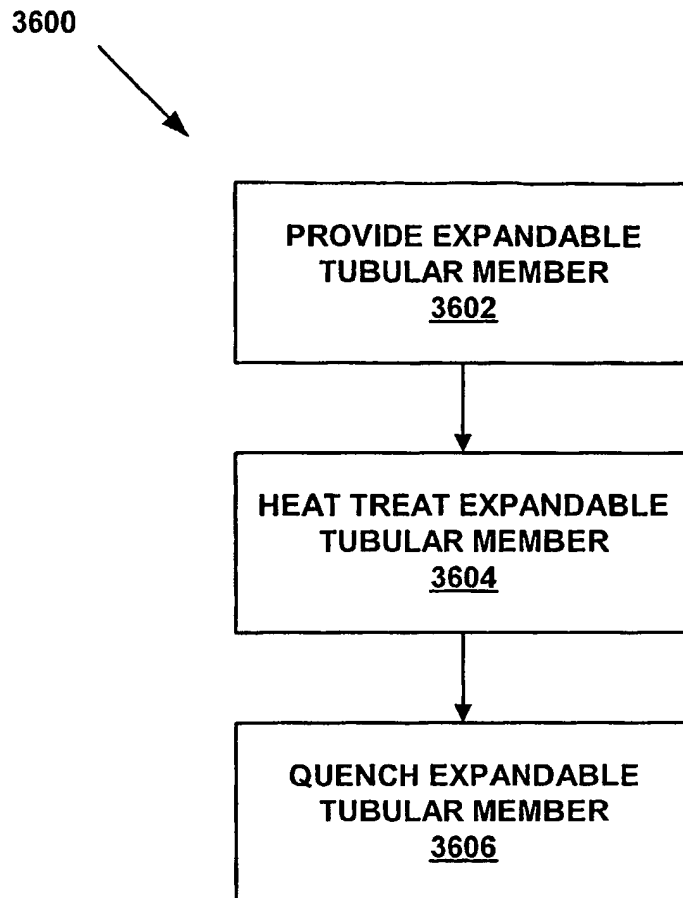 3600
PROVIDE EXPANDABLE
TUBULAR MEMBER
3602
HEAT TREAT EXPANDABLE
TUBULAR MEMBER
3604
QUENCH EXPANDABLE
TUBULAR MEMBER
3606